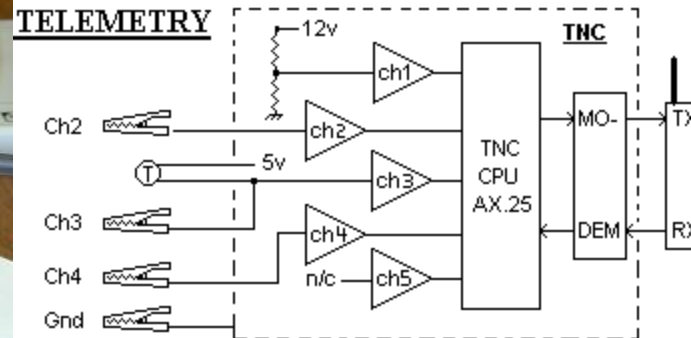 TELEMETRY
12v
TNC
ch1
Ch2
ch2
MO-
TX
TNC
CPU
AX.25
5v
T
ch3
Ch3
ch4
DEM
RX
Ch4
n/c
ch5
Gnd